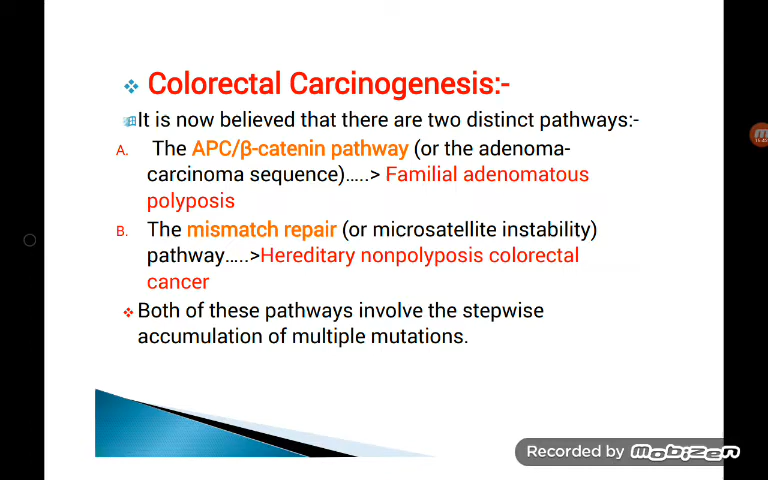 Colorectal Carcinogenesis:-
It is now believed that there are two distinct pathways:-
A. The APC/β-catenin pathway (or the adenoma-
carcinoma sequence)…..> Familial adenomatous
polyposis
B. The mismatch repair (or microsatellite instability)
pathway…..>Hereditary nonpolyposis colorectal
cancer
Both of these pathways involve the stepwise
accumulation of multiple mutations.
Recorded by mobizen